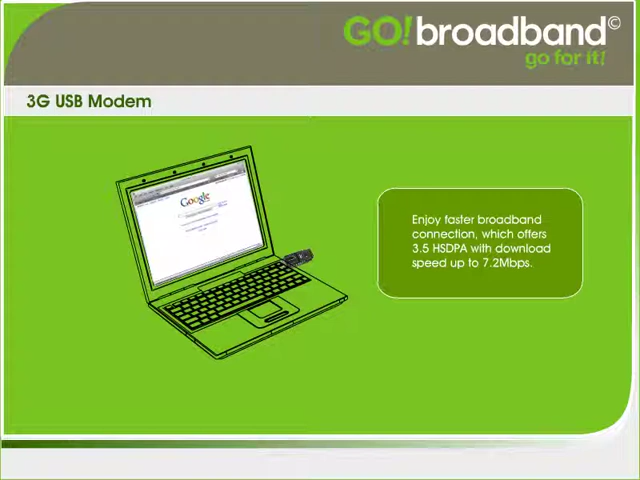 GO! broadband©
go for it!
3G USB Modem
Google
Enjoy faster broadband
connection, which offers
3.5 HSDPA with download
speed up to 7.2Mbps.